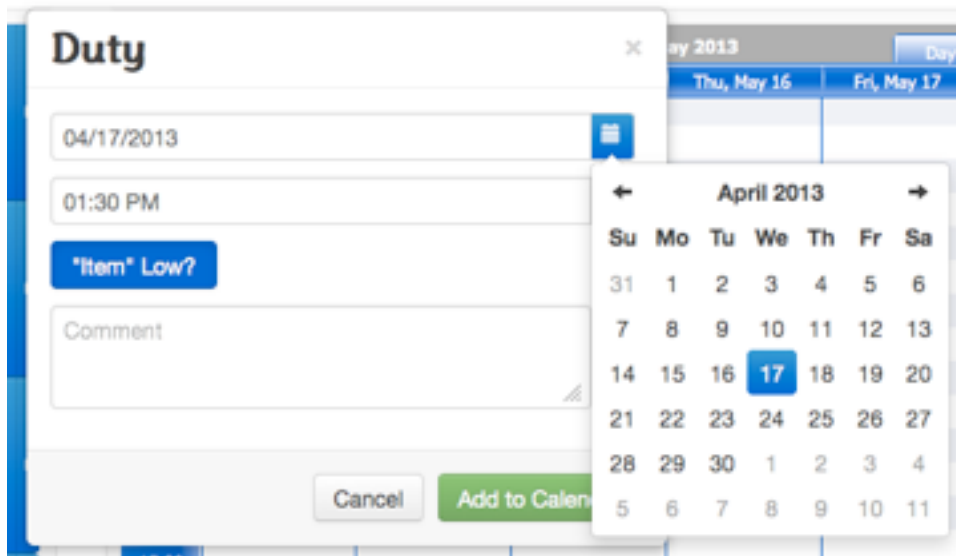 Duty ×
ay 2013
Day
Thu, May 16 Fri, May 17
04/17/2013
01:30 PM
"Item" Low?
Comment
Cancel Add to Calen
April 2013
Su Mo Tu We Th Fr Sa
31 1 2 3 4 5 6
7 8 9 10 11 12 13
14 15 16 17 18 19 20
21 22 23 24 25 26 27
28 29 30 1 2 3 4
5 6 7 8 9 10 11